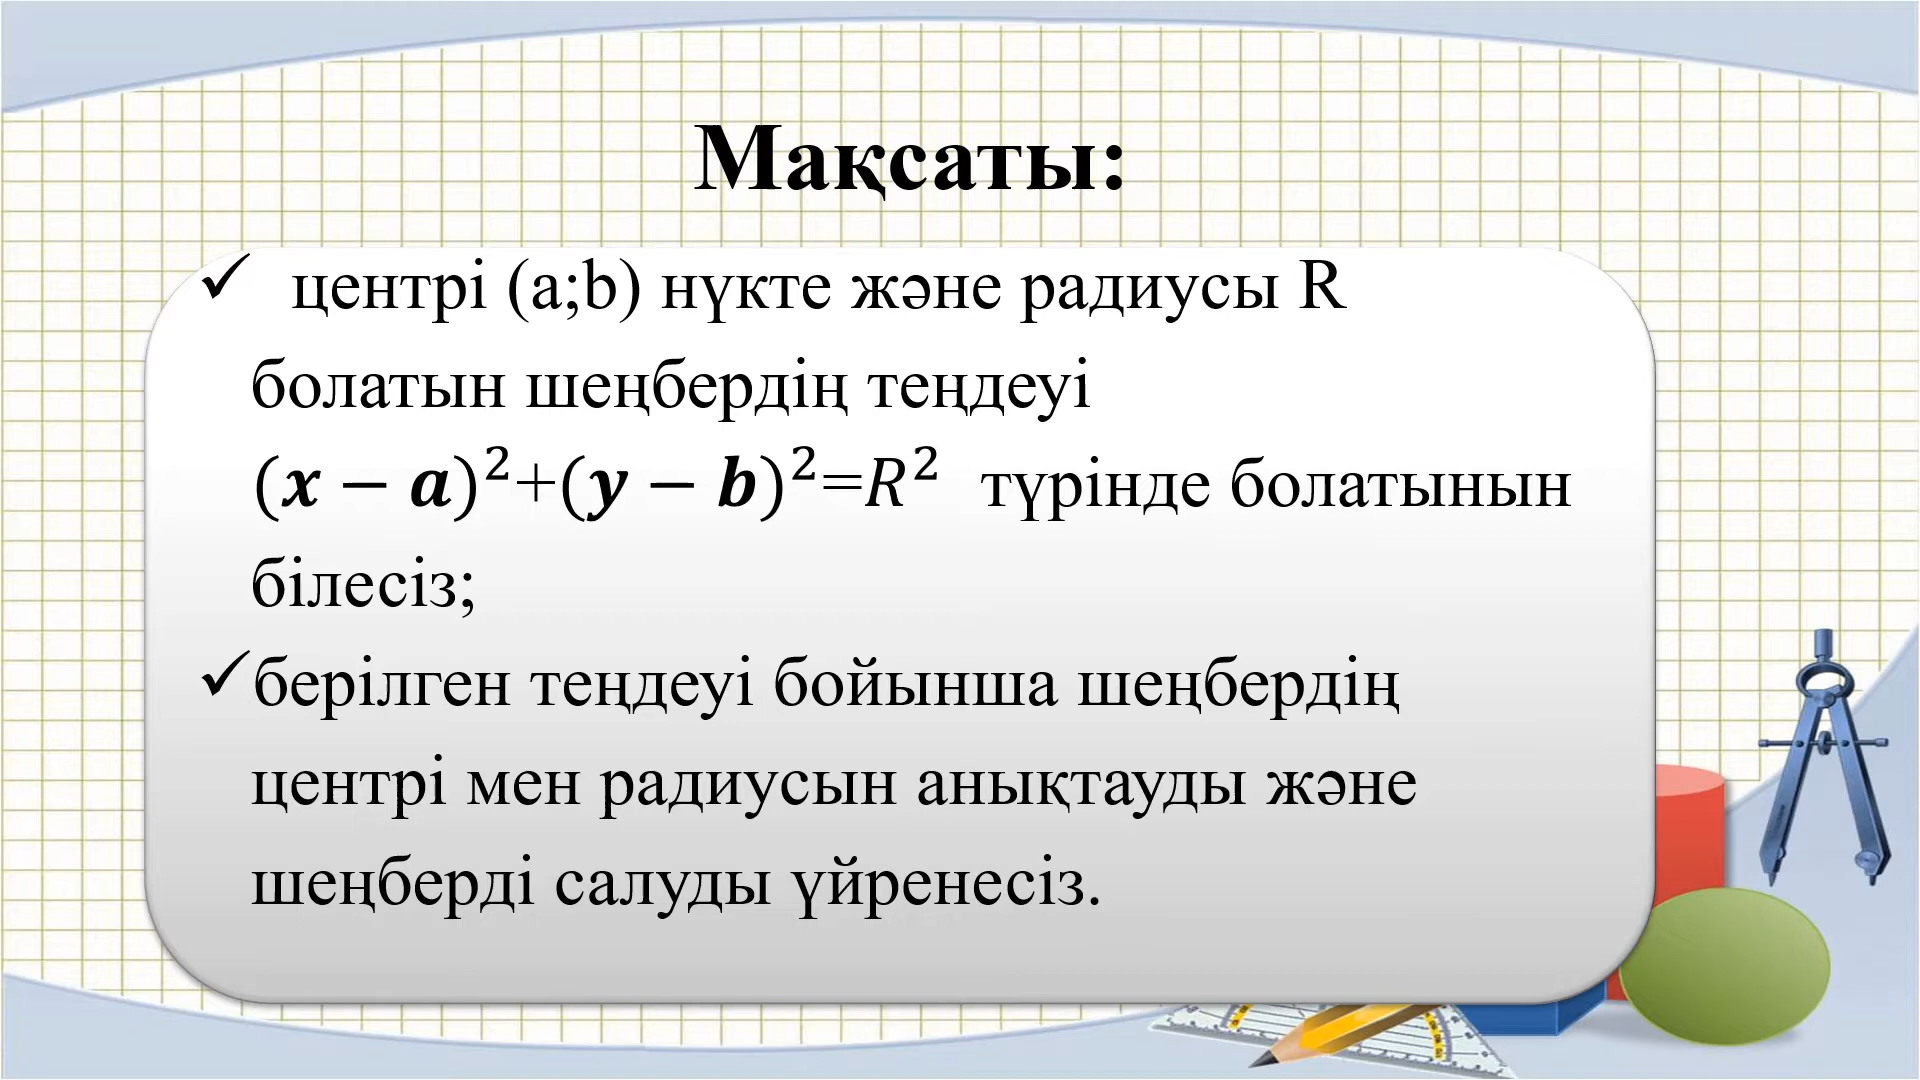 Мақсаты:
✓ центрі (a;b) нүкте және радиусы R
болатын шеңбердің теңдеуі
(x − a)²+(y − b)²=R² түрінде болатынын
білесіз;
✓берілген теңдеуі бойынша шеңбердің
центрі мен радиусын анықтауды және
шеңберді салуды үйренесіз.